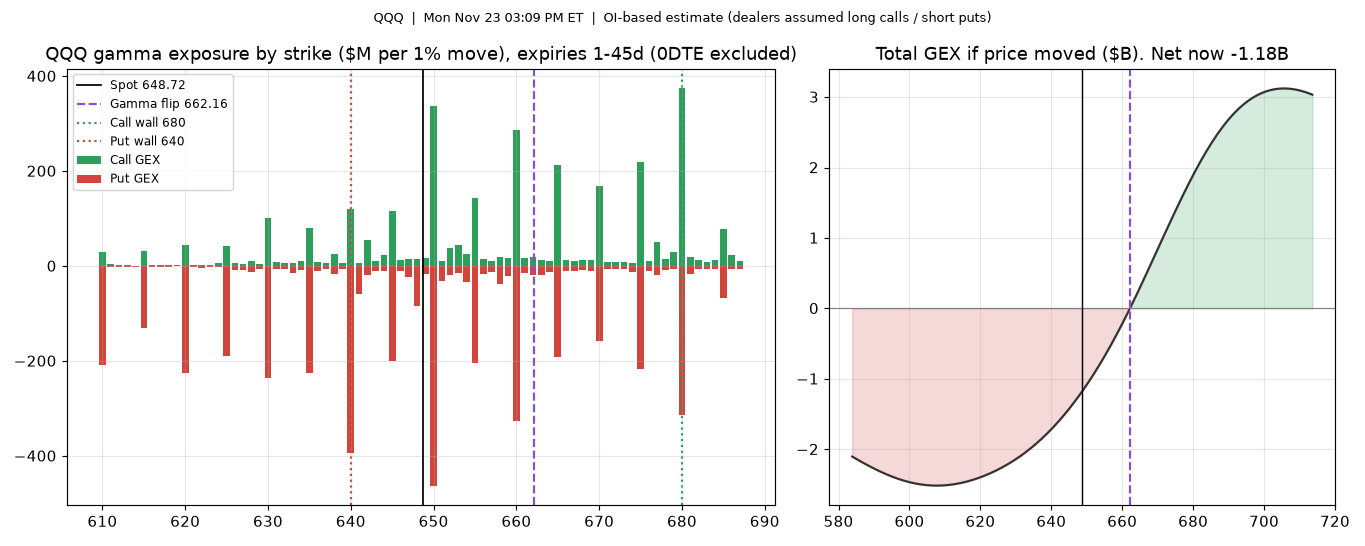 QQQ | Mon Nov 23 03:09 PM ET | OI-based estimate (dealers assumed long calls / short puts)
QQQ gamma exposure by strike ($M per 1% move), expiries 1-45d (0DTE excluded)
400
200
0
−200
−400
Spot 648.72
Gamma flip 662.16
Call wall 680
Put wall 640
Call GEX
Put GEX
610 620 630 640 650 660 670 680 690
Total GEX if price moved ($B). Net now -1.18B
3
2
1
0
−1
−2
580 600 620 640 660 680 700 720